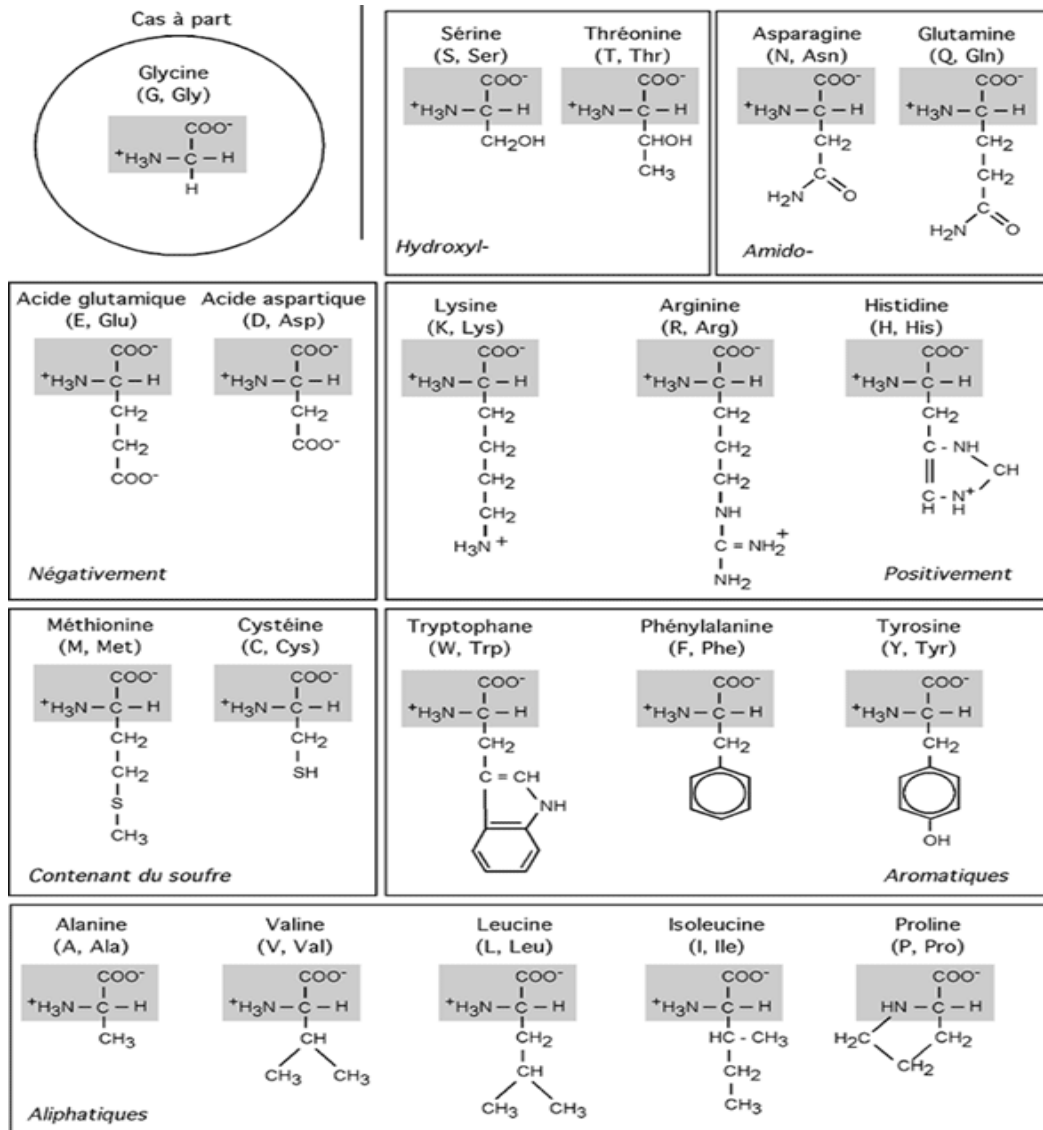 Cas à part
Glycine
(G, Gly)
COO-
+H3N – C – H
H
Sérine
(S, Ser)
COO-
+H3N – C – H
CH2OH
Thréonine
(T, Thr)
COO-
+H3N – C – H
CHOH
CH3
Hydroxyl-
Asparagine
(N, Asn)
COO-
+H3N – C – H
CH2
C
H2N
O
Glutamine
(Q, Gln)
COO-
+H3N – C – H
CH2
CH2
C
H2N
O
Amido-
Acide glutamique
(E, Glu)
COO-
+H3N – C – H
CH2
CH2
COO-
Acide aspartique
(D, Asp)
COO-
+H3N – C – H
CH2
COO-
Négativement
Lysine
(K, Lys)
COO-
+H3N – C – H
CH2
CH2
CH2
CH2
H3N+
Arginine
(R, Arg)
COO-
+H3N – C – H
CH2
CH2
CH2
NH
C = NH2+
NH2
Histidine
(H, His)
COO-
+H3N – C – H
CH2
C - NH
CH
C - N+
H H
Positivement
Méthionine
(M, Met)
COO-
+H3N – C – H
CH2
CH2
S
CH3
Cystéine
(C, Cys)
COO-
+H3N – C – H
CH2
SH
Contenant du soufre
Tryptophane
(W, Trp)
COO-
+H3N – C – H
CH2
C = CH
NH
Phénylalanine
(F, Phe)
COO-
+H3N – C – H
CH2
Tyrosine
(Y, Tyr)
COO-
+H3N – C – H
CH2
OH
Aromatiques
Alanine
(A, Ala)
COO-
+H3N – C – H
CH3
Valine
(V, Val)
COO-
+H3N – C – H
CH
CH3 CH3
Leucine
(L, Leu)
COO-
+H3N – C – H
CH2
CH
CH3 CH3
Isoleucine
(I, Ile)
COO-
+H3N – C – H
HC - CH3
CH2
CH3
Proline
(P, Pro)
COO-
HN – C – H
H2C CH2
CH2
Aliphatiques